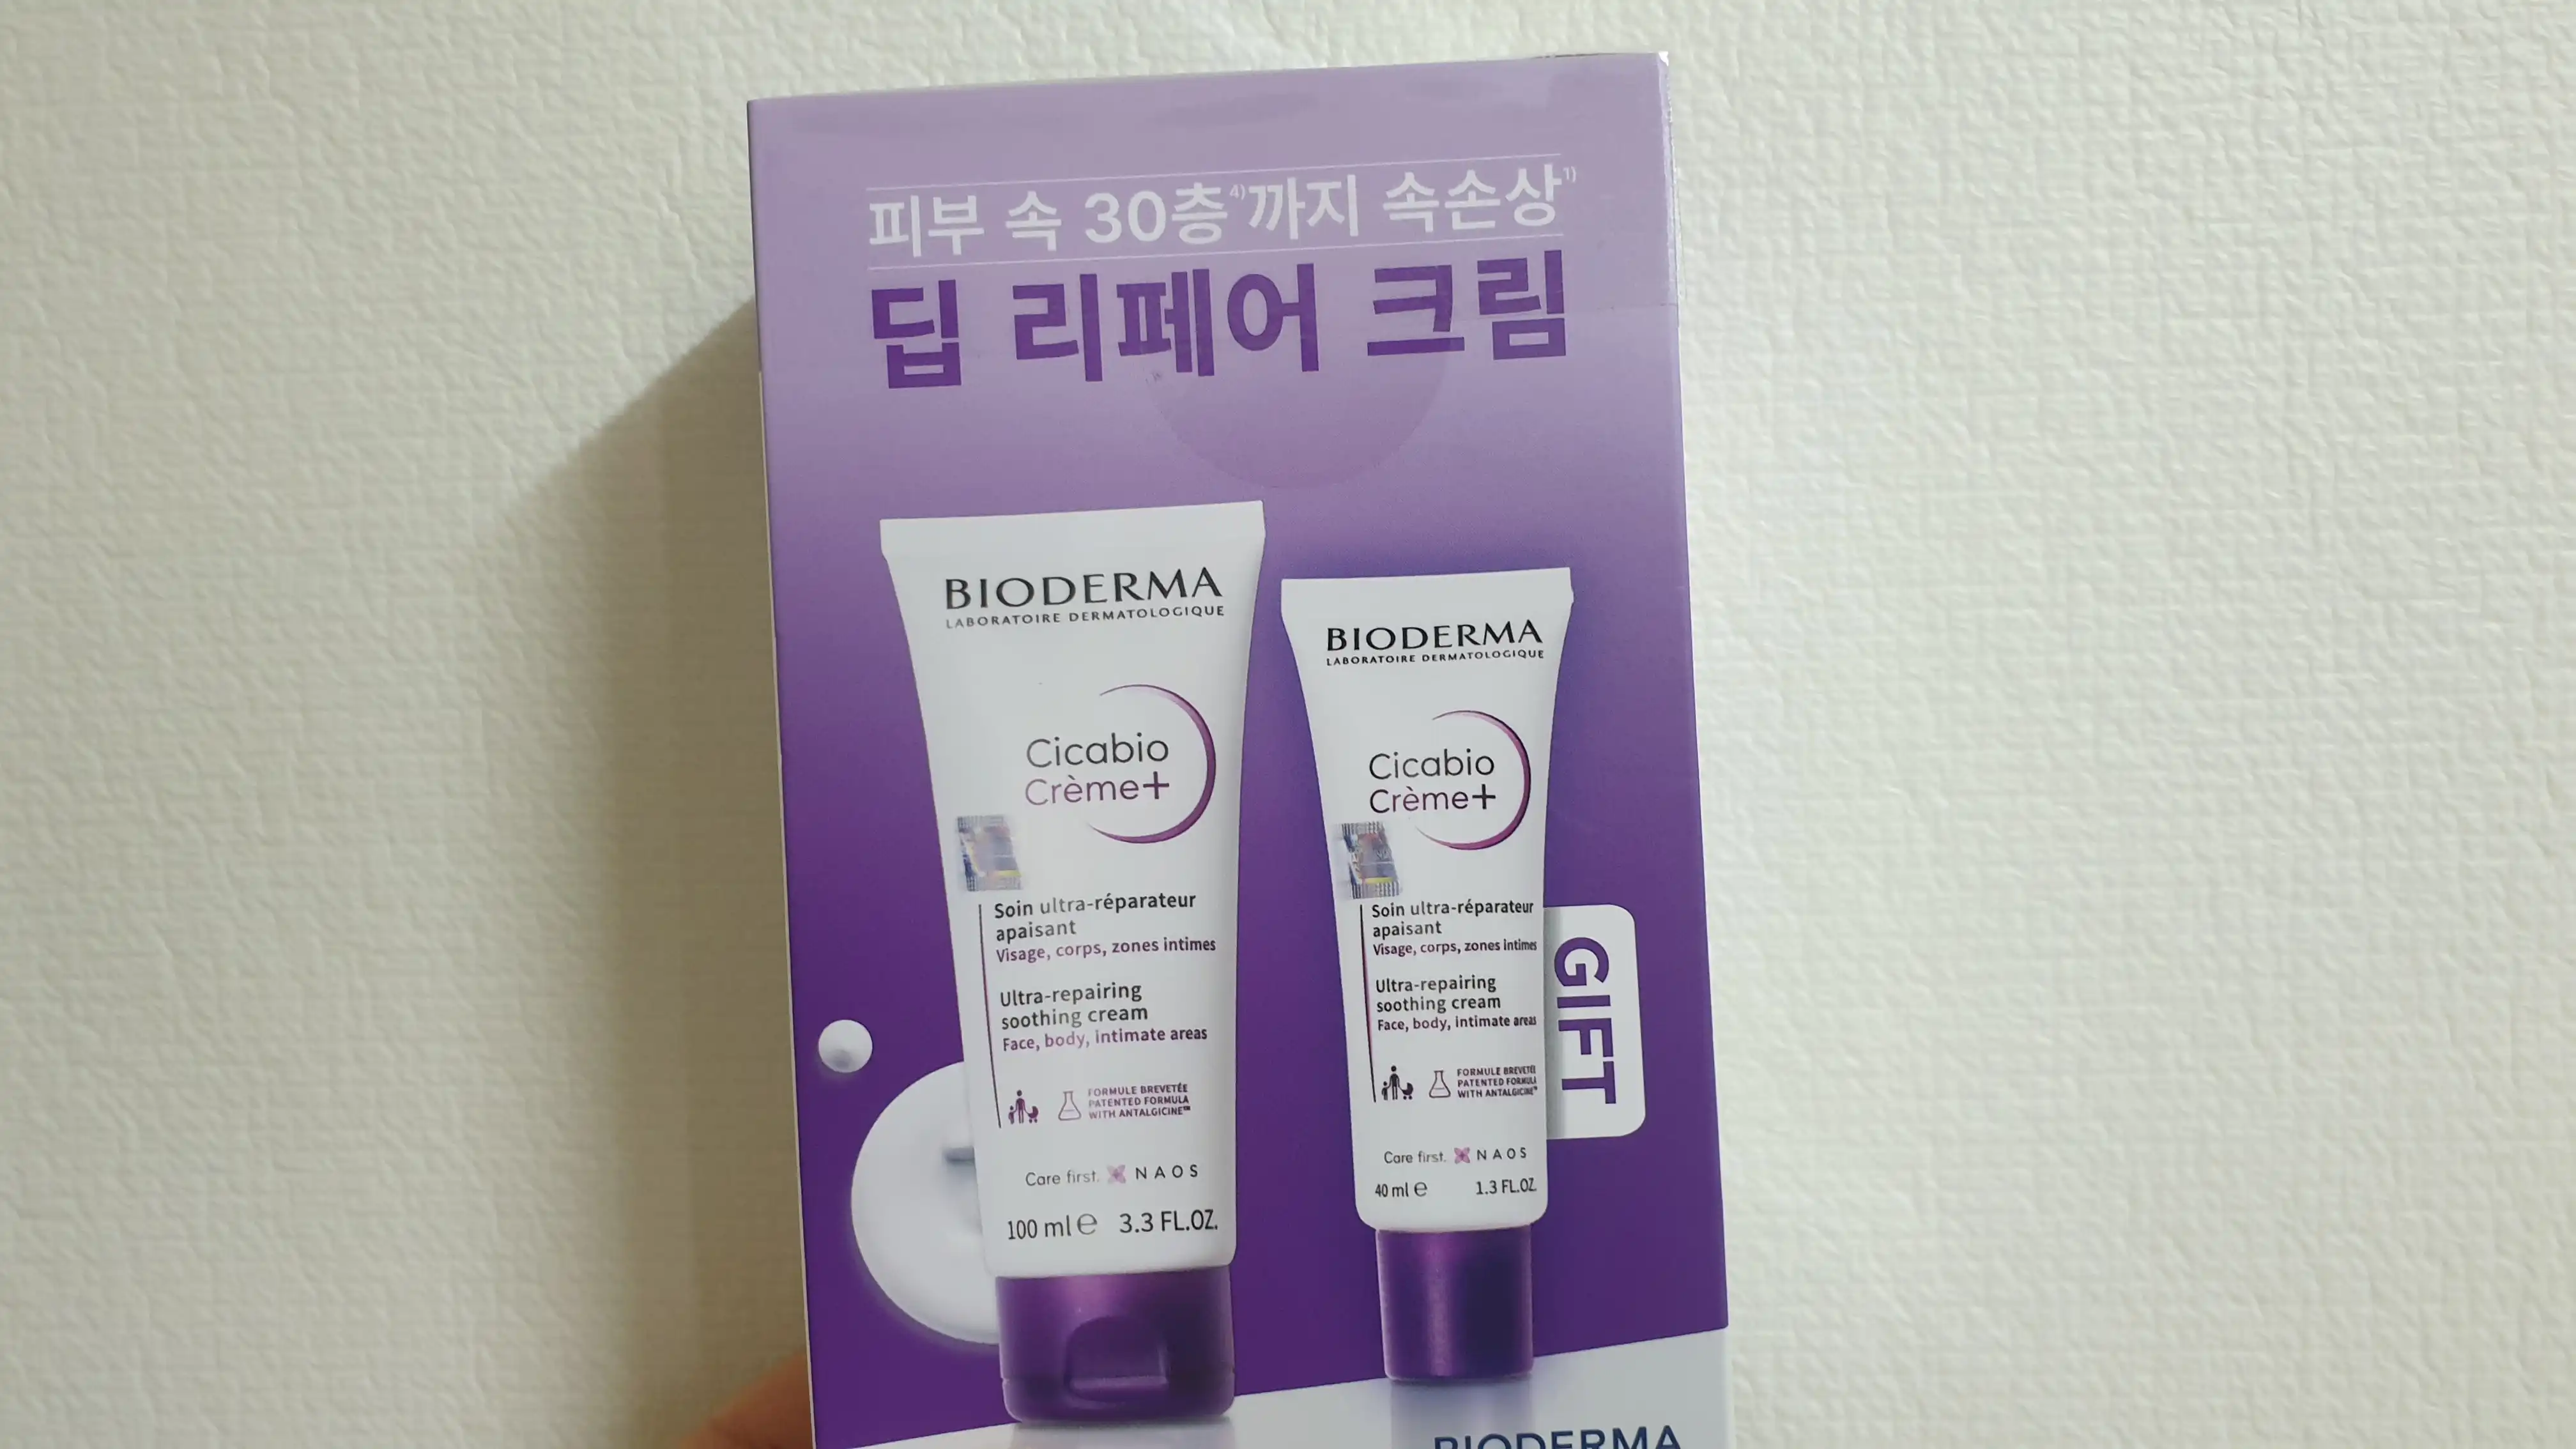 피부 속 30층4)까지 속손상1)
딥 리페어 크림
BIODERMA
LABORATOIRE DERMATOLOGIQUE
Cicabio
Crème+
Soin ultra-réparateur
apaisant
Visage, corps, zones intimes
Ultra-repairing
soothing cream
Face, body, intimate areas
FORMULE BREVETÉE
PATENTED FORMULA
WITH ANTALGICINE™
Care first. NAOS
100 ml e 3.3 FL.OZ.
BIODERMA
LABORATOIRE DERMATOLOGIQUE
Cicabio
Crème+
Soin ultra-réparateur
apaisant
Visage, corps, zones intimes
Ultra-repairing
soothing cream
Face, body, intimate areas
FORMULE BREVETÉE
PATENTED FORMULA
WITH ANTALGICINE™
Care first. NAOS
40 ml e 1.3 FL.OZ.
GIFT
BIODERMA